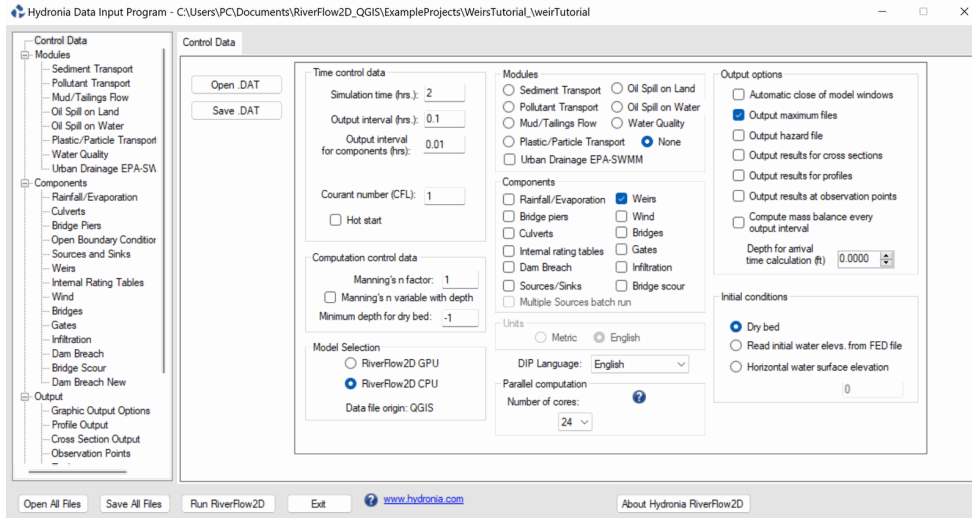 Hydronia Data Input Program - C:\Users\PC\Documents\RiverFlow2D_QGIS\ExampleProjects\WeirsTutorial_\weirTutorial
Control Data
Modules
Sediment Transport
Pollutant Transport
Mud/Tailings Flow
Oil Spill on Land
Oil Spill on Water
Plastic/Particle Transport
Water Quality
Urban Drainage EPA-SW
Components
Rainfall/Evaporation
Culverts
Bridge Piers
Open Boundary Condition
Sources and Sinks
Weirs
Internal Rating Tables
Wind
Bridges
Gates
Infiltration
Dam Breach
Bridge Scour
Dam Breach New
Output
Graphic Output Options
Profile Output
Cross Section Output
Observation Points
Control Data
Open .DAT
Save .DAT
Time control data
Simulation time (hrs.): 2
Output interval (hrs.): 0.1
Output interval
for components (hrs): 0.01
Courant number (CFL): 1
Hot start
Computation control data
Manning's n factor: 1
Manning's n variable with depth
Minimum depth for dry bed: -1
Model Selection
RiverFlow2D GPU
RiverFlow2D CPU
Data file origin: QGIS
Modules
Sediment Transport Oil Spill on Land
Pollutant Transport Oil Spill on Water
Mud/Tailings Flow Water Quality
Plastic/Particle Transport None
Urban Drainage EPA-SWMM
Components
Rainfall/Evaporation Weirs
Bridge piers Wind
Culverts Bridges
Internal rating tables Gates
Dam Breach Infiltration
Sources/Sinks Bridge scour
Multiple Sources batch run
Units
Metric English
DIP Language: English
Parallel computation
Number of cores: ?
24
Output options
Automatic close of model windows
Output maximum files
Output hazard file
Output results for cross sections
Output results for profiles
Output results at observation points
Compute mass balance every
output interval
Depth for arrival
time calculation (ft) 0.0000
Initial conditions
Dry bed
Read initial water elevs. from FED file
Horizontal water surface elevation
0
Open All Files Save All Files Run RiverFlow2D Exit ? www.hydronia.com About Hydronia RiverFlow2D